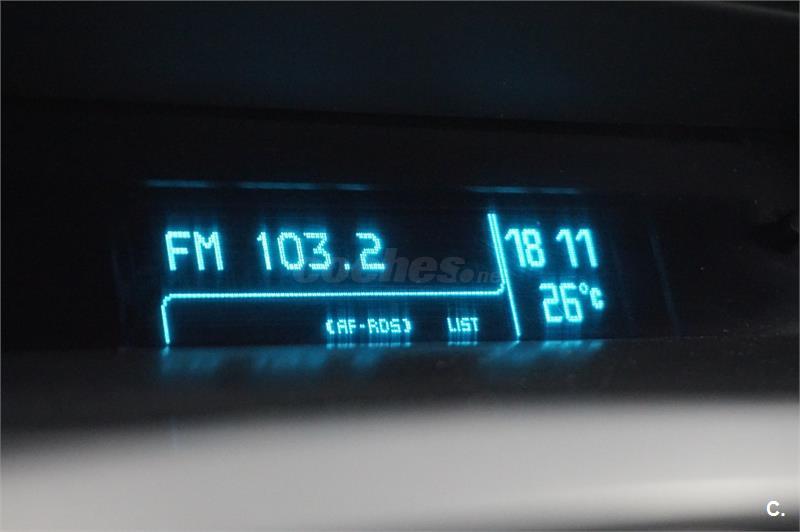 FM 103.2
18 11
26°C
(AF-RDS) LIST
coches.net
C.